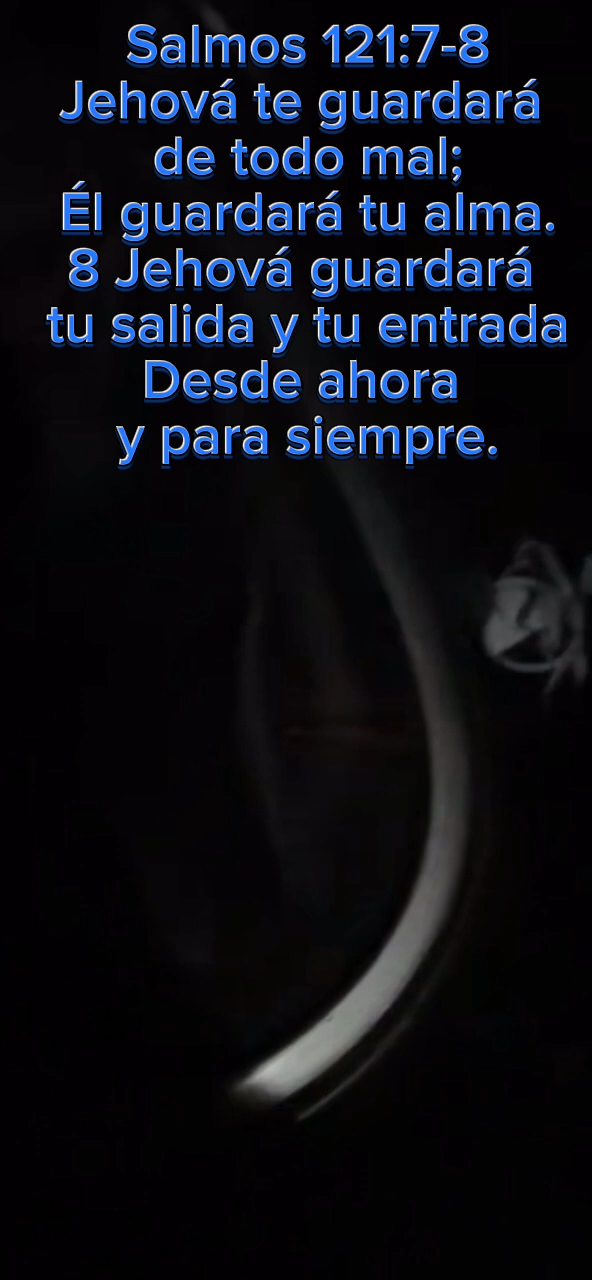 Salmos 121:7-8
Jehová te guardará
de todo mal;
Él guardará tu alma.
8 Jehová guardará
tu salida y tu entrada
Desde ahora
y para siempre.